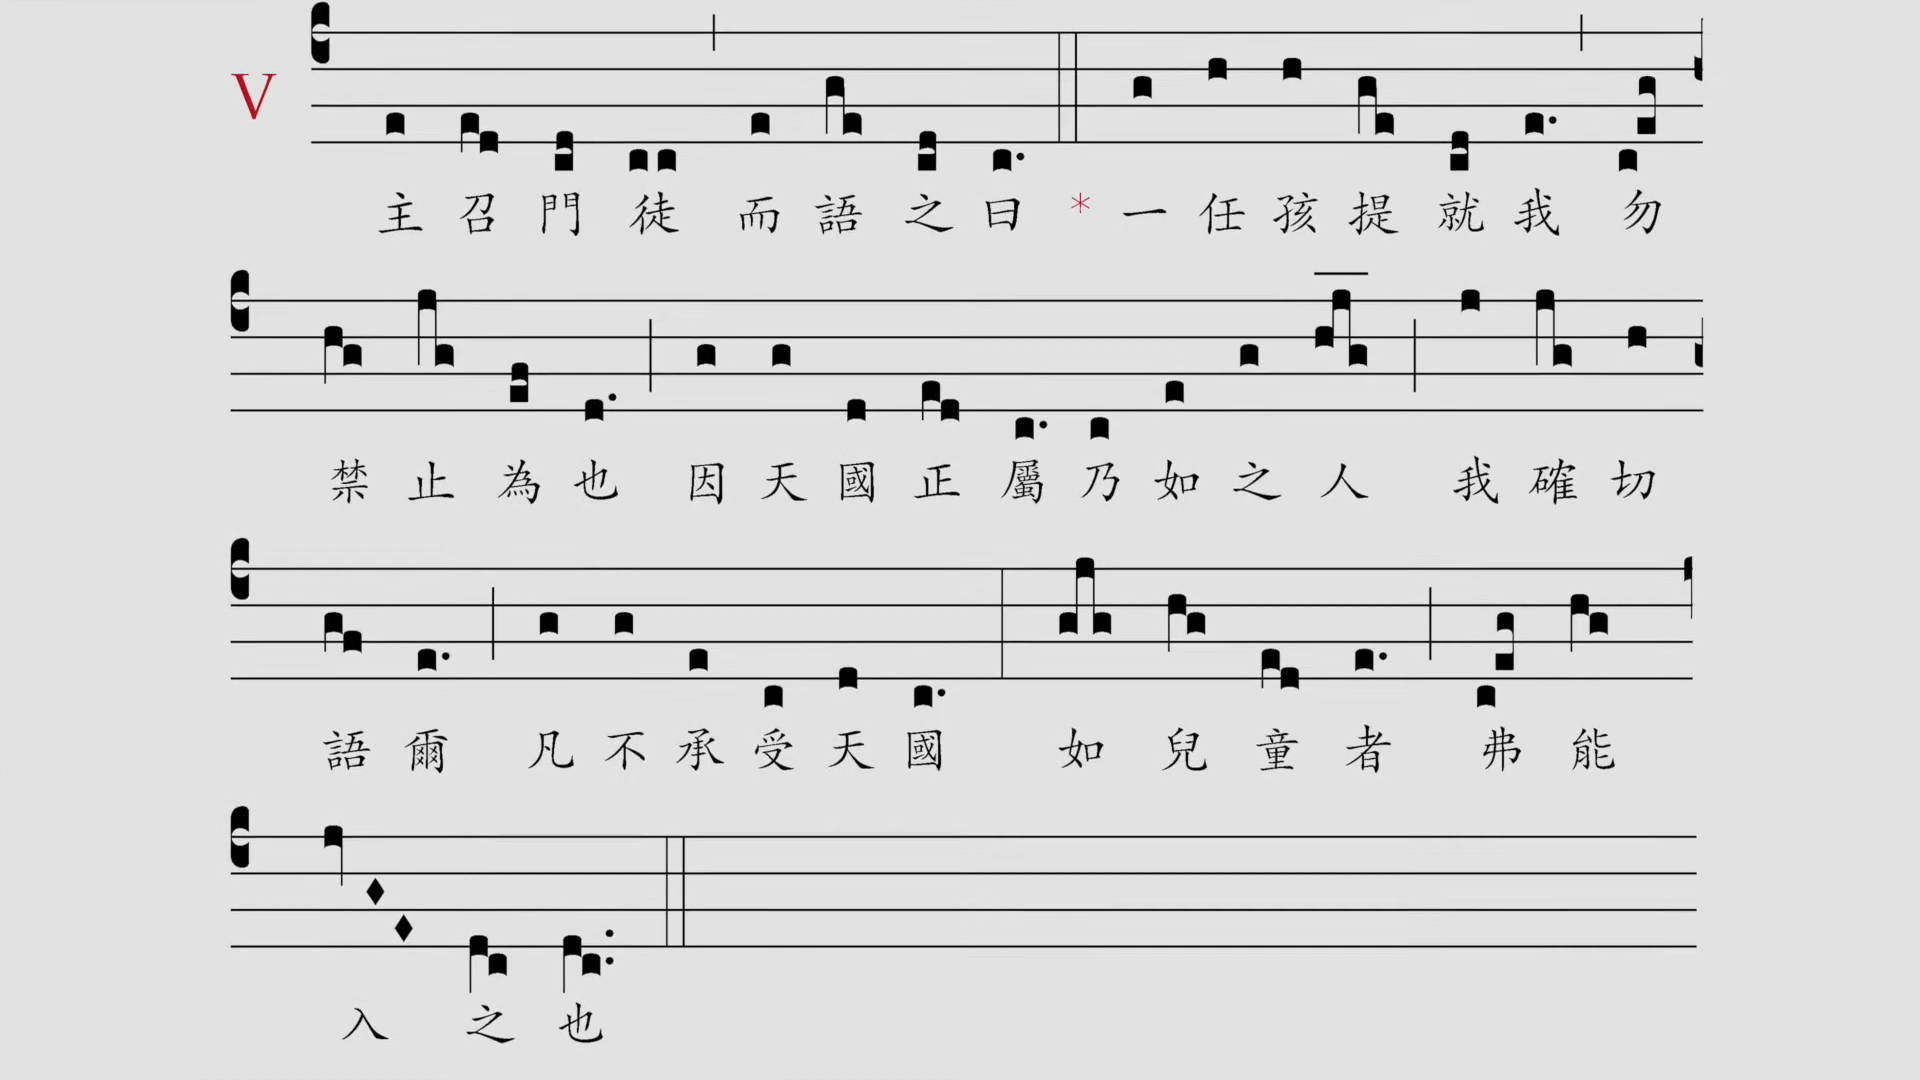 V 主召門徒而語之曰 * 一任孩提就我 勿
禁止為也 因天國正屬乃如之人 我確切
語爾 凡不承受天國 如兒童者 弗能
入之也